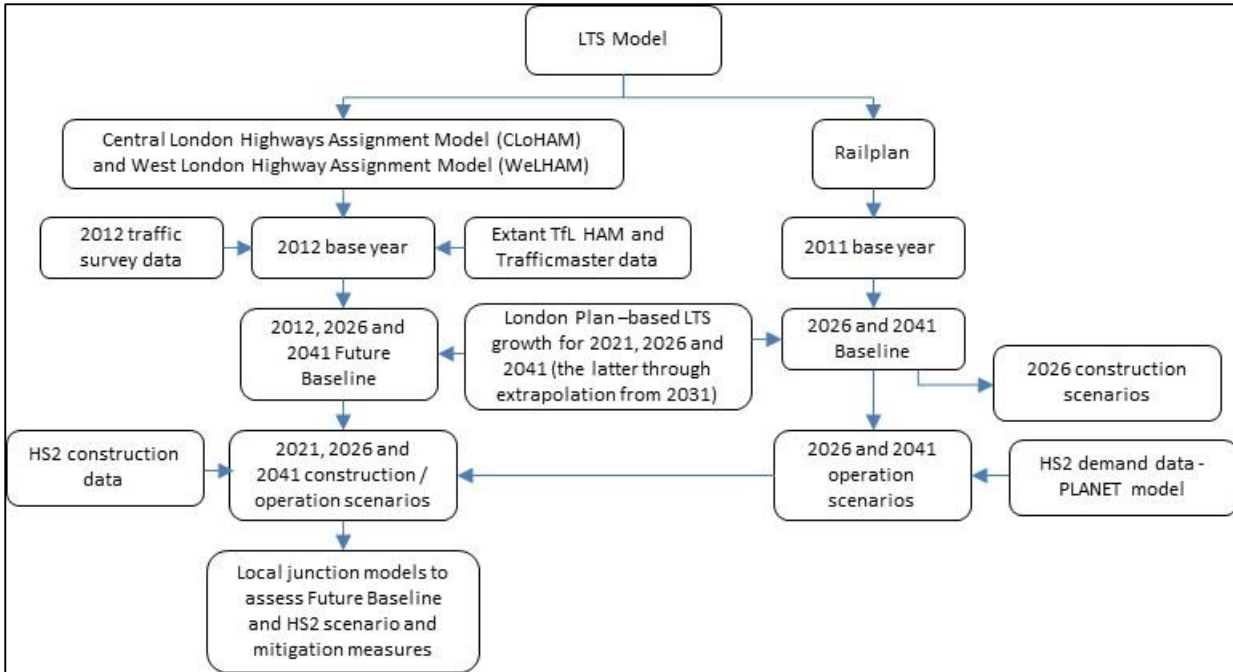 LTS Model
Central London Highways Assignment Model (CLoHAM)
and West London Highway Assignment Model (WeLHAM)
Railplan
2012 traffic
survey data
2012 base year
Extant TfL HAM and
Trafficmaster data
2011 base year
2012, 2026 and
2041 Future
Baseline
London Plan –based LTS
growth for 2021, 2026 and
2041 (the latter through
extrapolation from 2031)
2026 and 2041
Baseline
2026 construction
scenarios
HS2 construction
data
2021, 2026 and
2041 construction /
operation scenarios
2026 and 2041
operation
scenarios
HS2 demand data -
PLANET model
Local junction models to
assess Future Baseline
and HS2 scenario and
mitigation measures